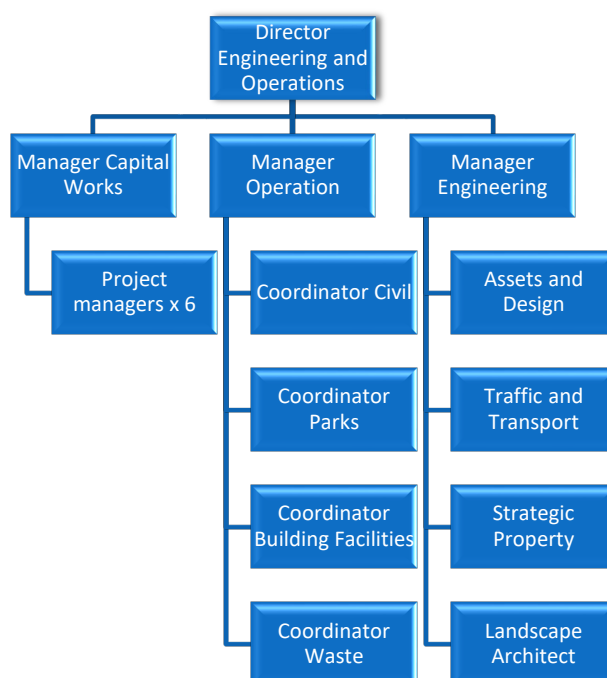 Director
Engineering and
Operations
Manager Capital
Works
Manager
Operation
Manager
Engineering
Project
managers x 6
Coordinator Civil
Assets and
Design
Coordinator
Parks
Traffic and
Transport
Coordinator
Building Facilities
Strategic
Property
Coordinator
Waste
Landscape
Architect